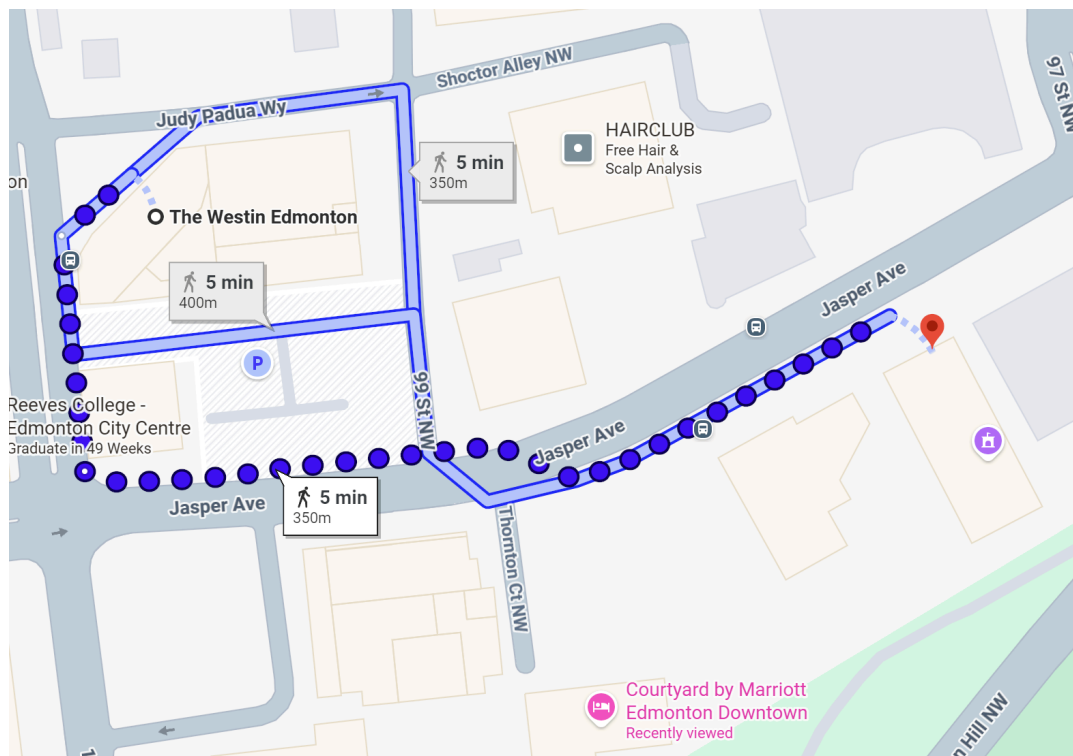 Shoctor Alley NW
97 St NW
Judy Padua Wy
HAIRCLUB
Free Hair &
Scalp Analysis
5 min
350m
on
The Westin Edmonton
5 min
400m
Jasper Ave
P
99 St NW
Reeves College -
Edmonton City Centre
Graduate in 49 Weeks
Jasper Ave
5 min
350m
Jasper Ave
Thornton Ct NW
Courtyard by Marriott
Edmonton Downtown
Recently viewed
n Hill NW
1